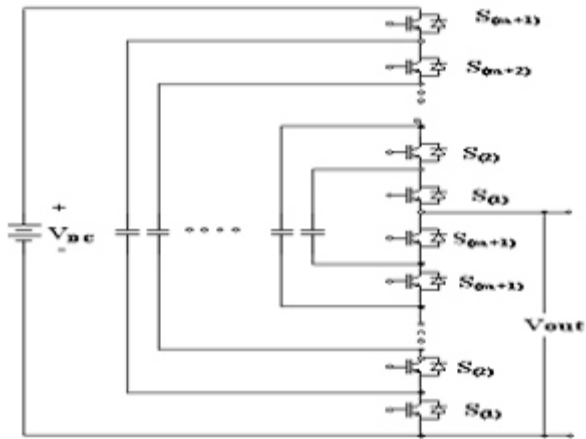 S(m+1)
S(m+2)
S(2)
S(1)
+
VDC
-
S(m+1)
S(m+1)
Vout
S(2)
S(1)